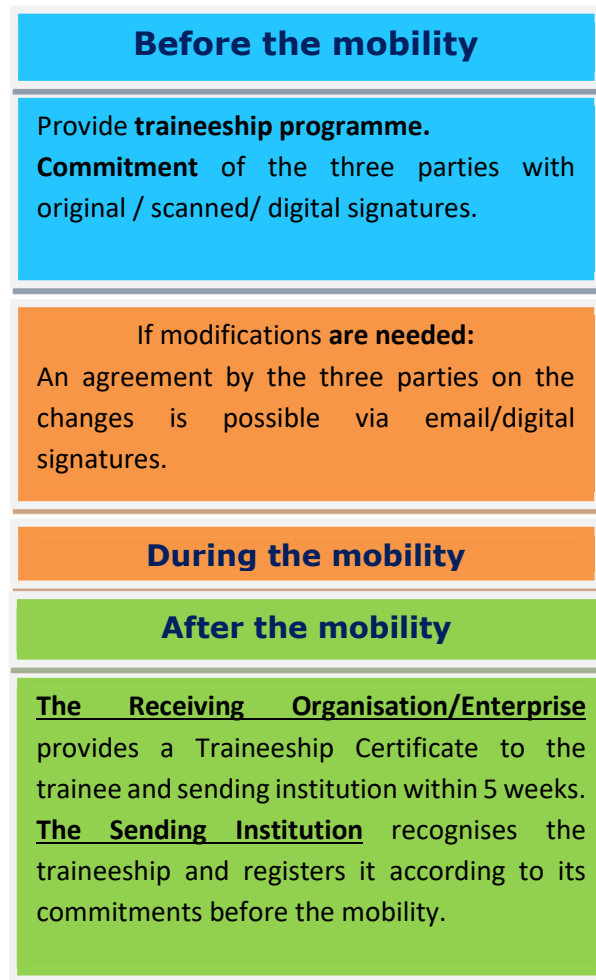 Before the mobility
Provide traineeship programme.
Commitment of the three parties with
original / scanned/ digital signatures.
If modifications are needed:
An agreement by the three parties on the
changes is possible via email/digital
signatures.
During the mobility
After the mobility
The Receiving Organisation/Enterprise
provides a Traineeship Certificate to the
trainee and sending institution within 5 weeks.
The Sending Institution recognises the
traineeship and registers it according to its
commitments before the mobility.